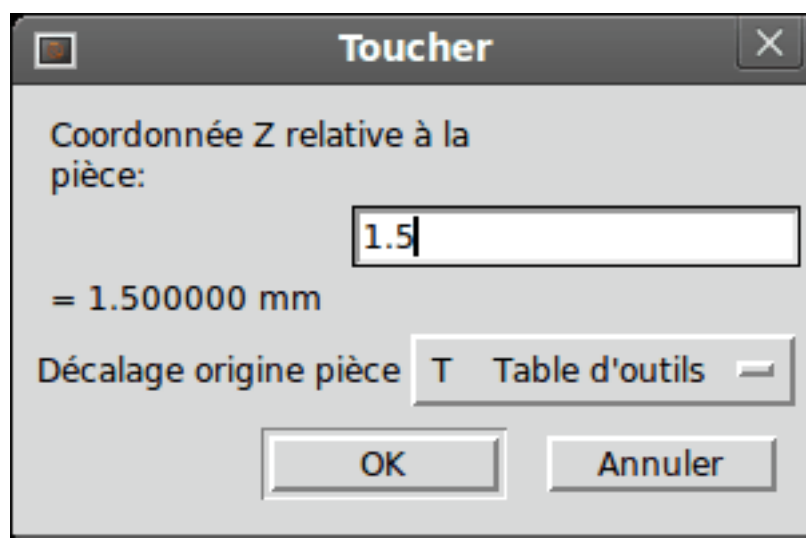 Toucher
Coordonnée Z relative à la
pièce:
1.5
= 1.500000 mm
Décalage origine pièce T Table d'outils
OK Annuler